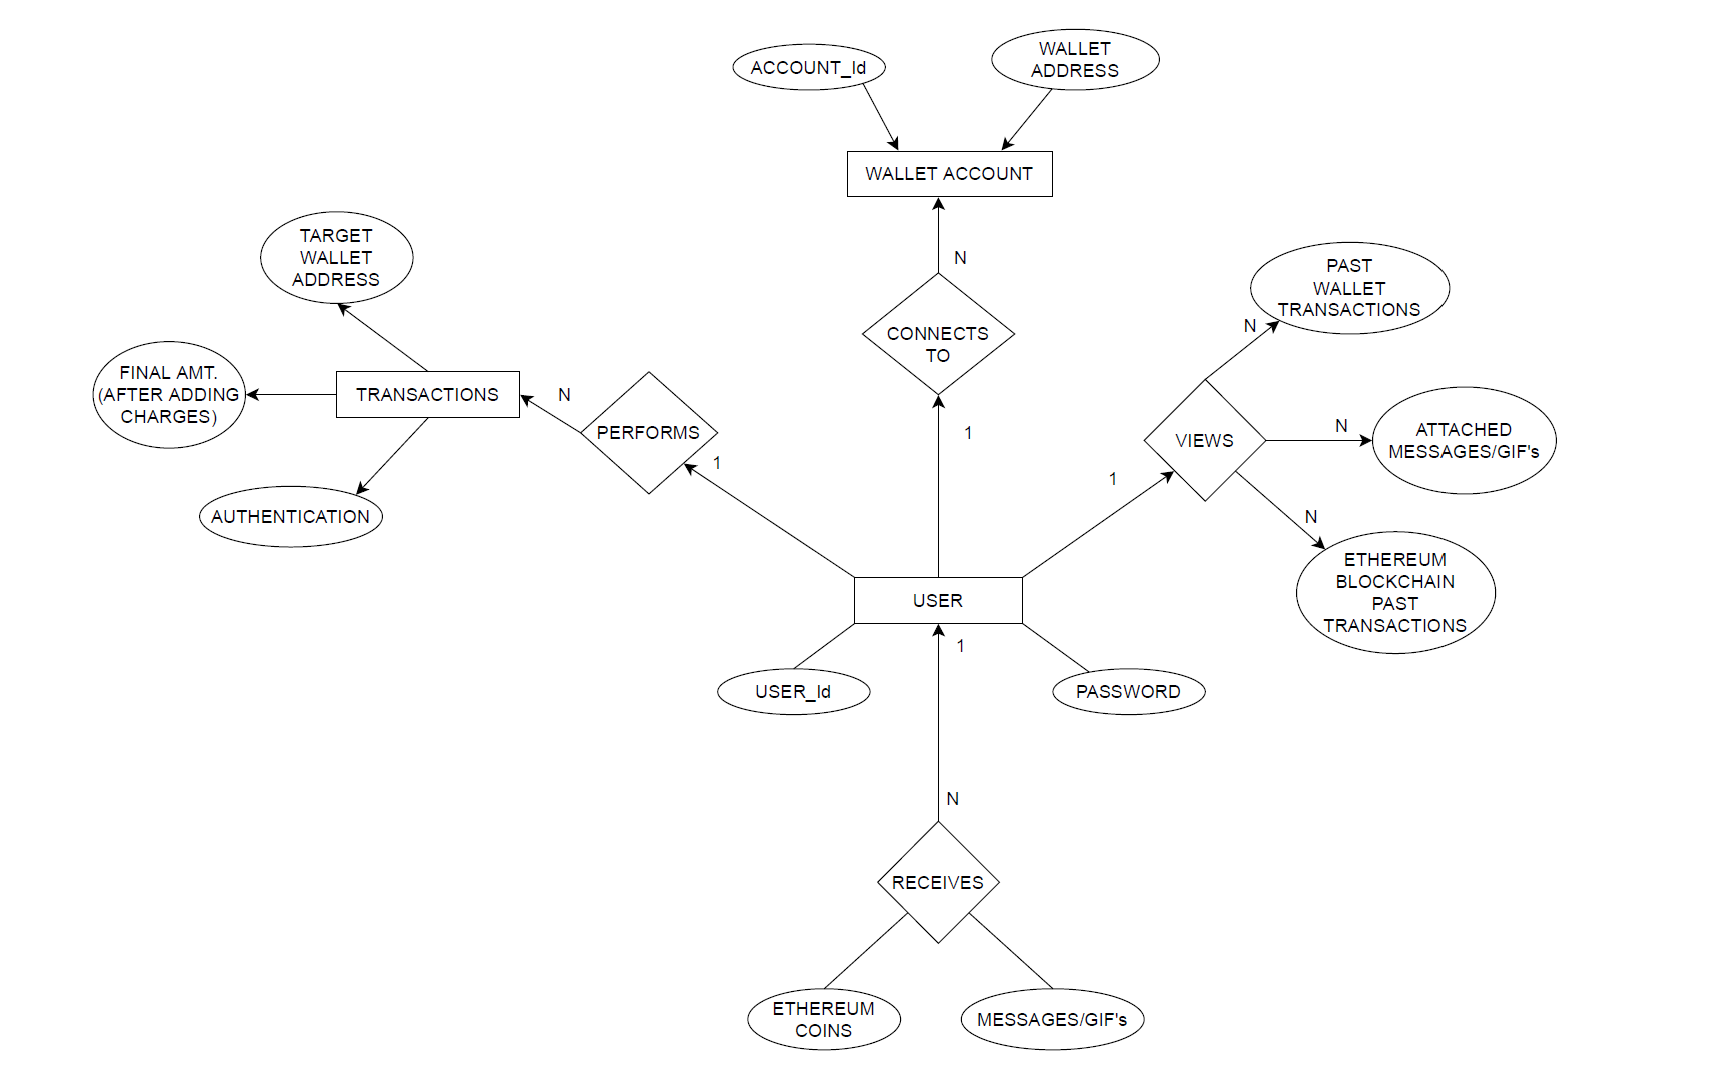 ACCOUNT_Id
WALLET
ADDRESS
WALLET ACCOUNT
N
CONNECTS
TO
1
TARGET
WALLET
ADDRESS
FINAL AMT.
(AFTER ADDING
CHARGES)
TRANSACTIONS
AUTHENTICATION
N
PERFORMS
1
PAST
WALLET
TRANSACTIONS
N
VIEWS
N
ATTACHED
MESSAGES/GIF's
1
N
ETHEREUM
BLOCKCHAIN
PAST
TRANSACTIONS
USER
1
USER_Id
PASSWORD
N
RECEIVES
ETHEREUM
COINS
MESSAGES/GIF's